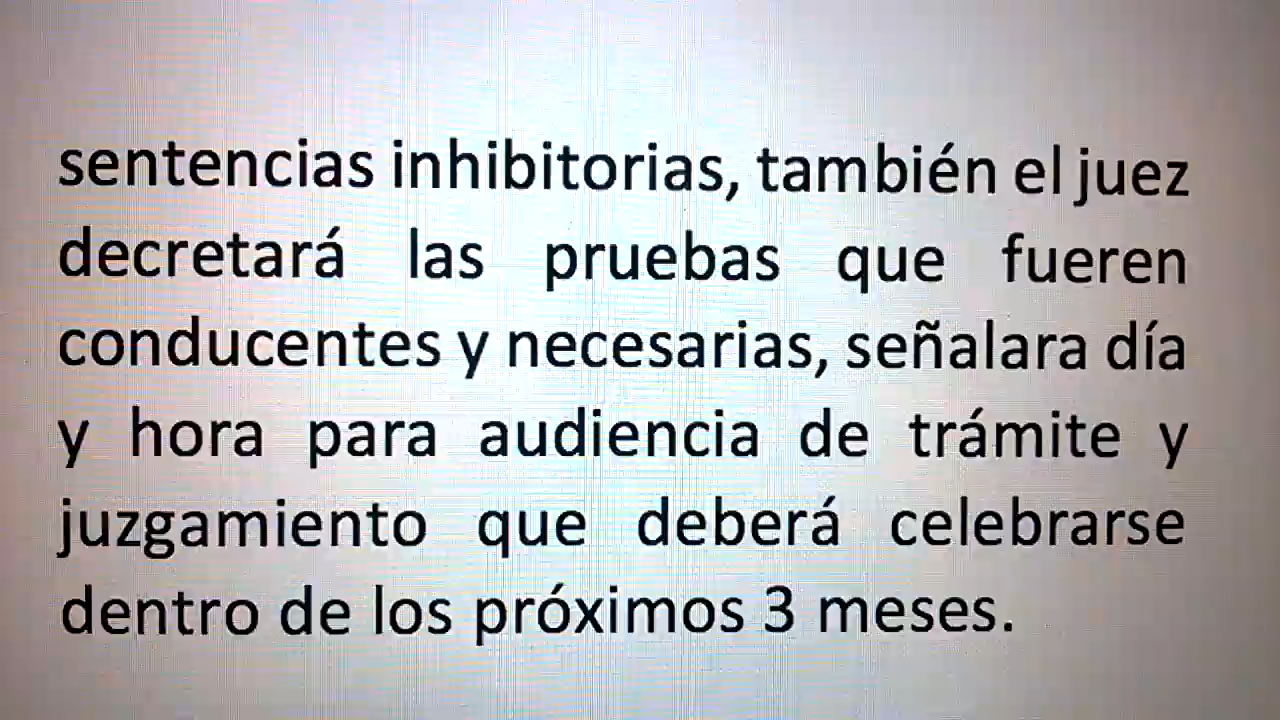 sentencias inhibitorias, también el juez
decretará las pruebas que fueren
conducentes y necesarias, señalara día
y hora para audiencia de trámite y
juzgamiento que deberá celebrarse
dentro de los próximos 3 meses.